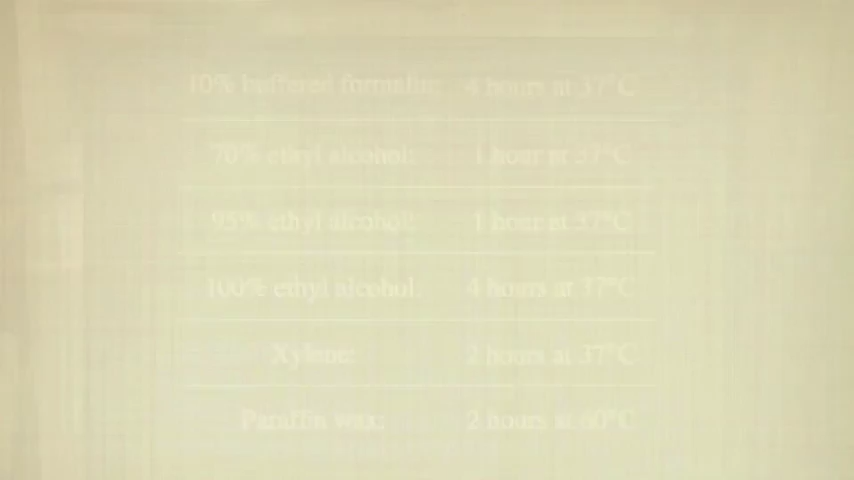 10% buffered formalin: 4 hours at 37°C
70% ethyl alcohol: 1 hour at 37°C
95% ethyl alcohol: 1 hour at 37°C
100% ethyl alcohol: 4 hours at 37°C
Xylene: 2 hours at 37°C
Paraffin wax: 2 hours at 60°C